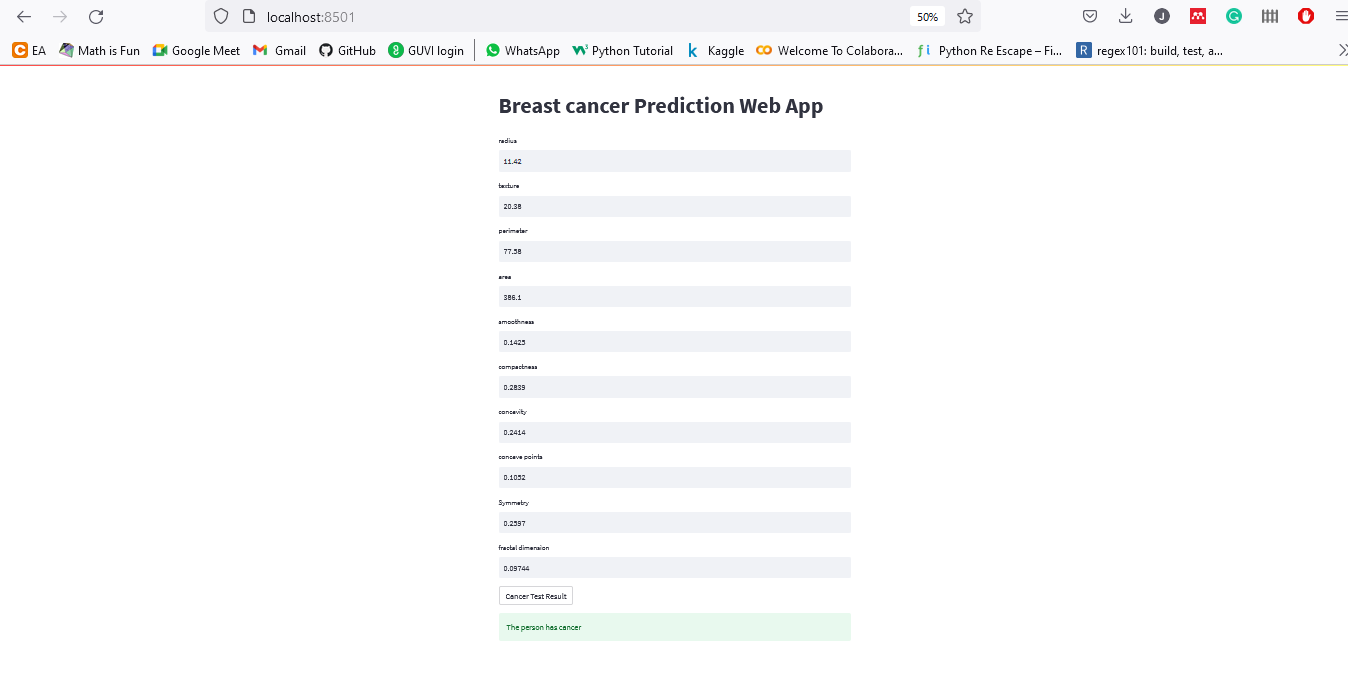 localhost:8501
50%
EA Math is Fun Google Meet Gmail GitHub GUVI login WhatsApp Python Tutorial Kaggle Welcome To Colabora... Python Re Escape – Fi... regex101: build, test, a...
Breast cancer Prediction Web App
radius
11.42
texture
20.38
perimeter
77.58
area
386.1
smoothness
0.1425
compactness
0.2839
concavity
0.2414
concave points
0.1052
Symmetry
0.2597
fractal dimension
0.09744
Cancer Test Result
The person has cancer